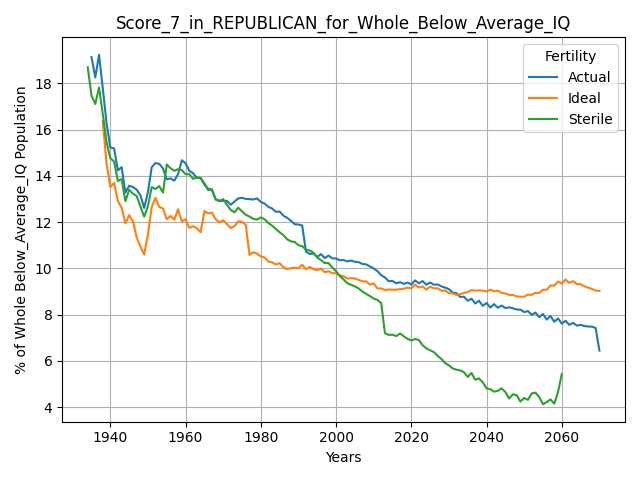 Score_7_in_REPUBLICAN_for_Whole_Below_Average_IQ
Fertility
Actual
Ideal
Sterile
% of Whole Below_Average_IQ Population
18
16
14
12
10
8
6
4
1940
1960
1980
2000
2020
2040
2060
Years